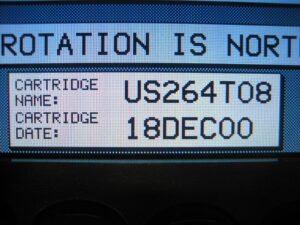 ROTATION IS NORT
CARTRIDGE NAME: US264T08
CARTRIDGE DATE: 18DEC00